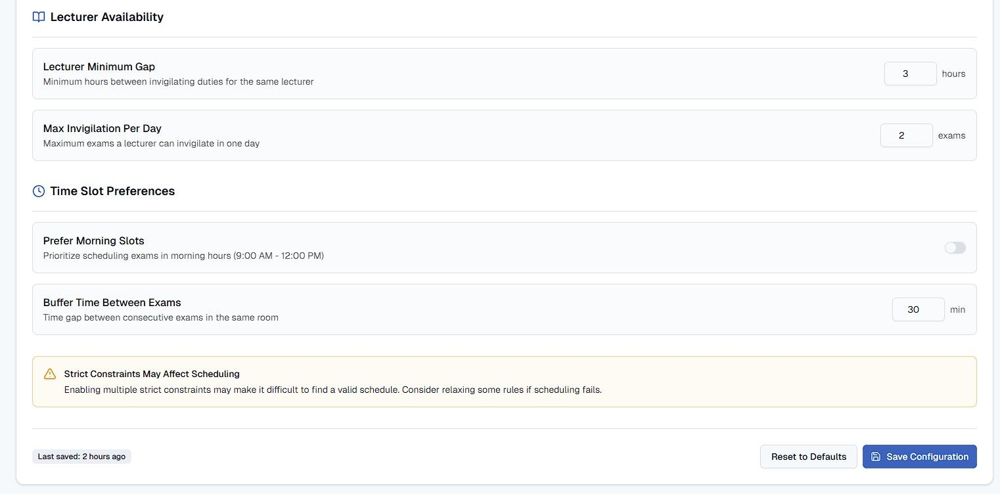 Lecturer Availability
Lecturer Minimum Gap
Minimum hours between invigilating duties for the same lecturer
3 hours
Max Invigilation Per Day
Maximum exams a lecturer can invigilate in one day
2 exams
Time Slot Preferences
Prefer Morning Slots
Prioritize scheduling exams in morning hours (9:00 AM - 12:00 PM)
Buffer Time Between Exams
Time gap between consecutive exams in the same room
30 min
Strict Constraints May Affect Scheduling
Enabling multiple strict constraints may make it difficult to find a valid schedule. Consider relaxing some rules if scheduling fails.
Last saved: 2 hours ago
Reset to Defaults
Save Configuration